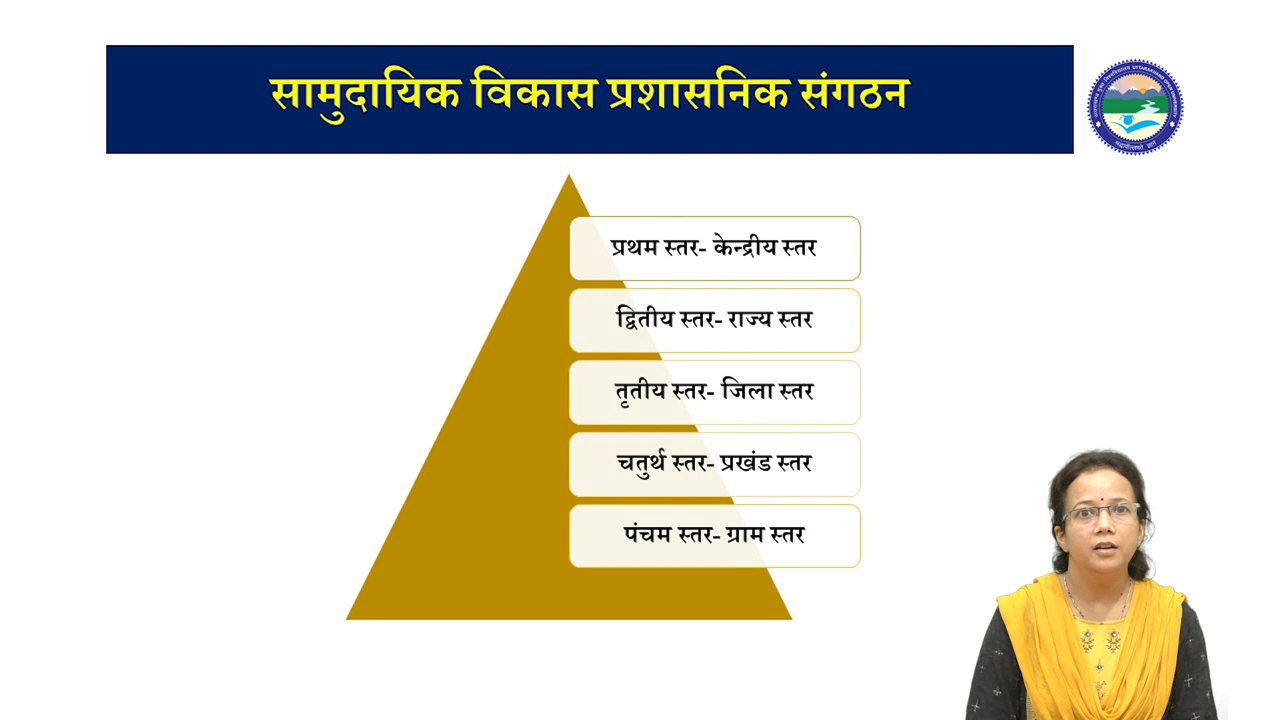 सामुदायिक विकास प्रशासनिक संगठन
प्रथम स्तर- केन्द्रीय स्तर
द्वितीय स्तर- राज्य स्तर
तृतीय स्तर- जिला स्तर
चतुर्थ स्तर- प्रखंड स्तर
पंचम स्तर- ग्राम स्तर